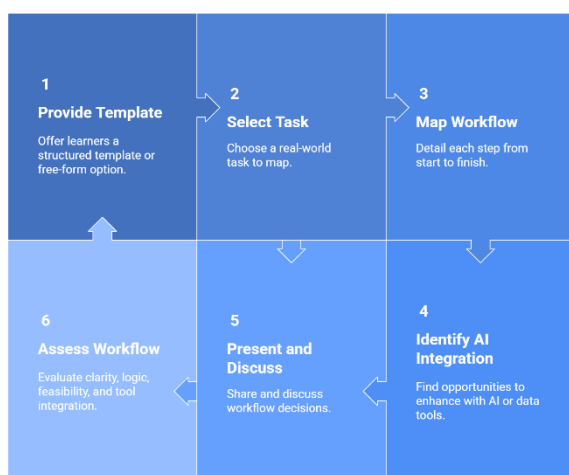 1
Provide Template
Offer learners a
structured template or
free-form option.
2
Select Task
Choose a real-world
task to map.
3
Map Workflow
Detail each step from
start to finish.
4
Identify AI
Integration
Find opportunities to
enhance with AI or data
tools.
5
Present and
Discuss
Share and discuss
workflow decisions.
6
Assess Workflow
Evaluate clarity, logic,
feasibility, and tool
integration.